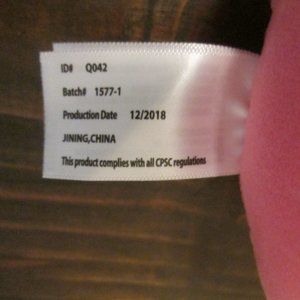 ID# Q042
Batch# 1577-1
Production Date 12/2018
JINING,CHINA
This product complies with all CPSC regulations